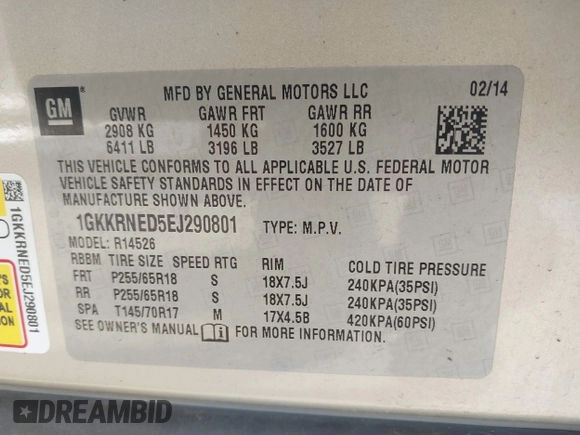 GM
MFD BY GENERAL MOTORS LLC 02/14
GVWR GAWR FRT GAWR RR
2908 KG 1450 KG 1600 KG
6411 LB 3196 LB 3527 LB
THIS VEHICLE CONFORMS TO ALL APPLICABLE U.S. FEDERAL MOTOR
VEHICLE SAFETY STANDARDS IN EFFECT ON THE DATE OF
MANUFACTURE SHOWN ABOVE.
1GKKRNED5EJ290801 TYPE: M.P.V.
MODEL: R14526
RBBM TIRE SIZE SPEED RTG RIM COLD TIRE PRESSURE
FRT P255/65R18 S 18X7.5J 240KPA(35PSI)
RR P255/65R18 S 18X7.5J 240KPA(35PSI)
SPA T145/70R17 M 17X4.5B 420KPA(60PSI)
SEE OWNER'S MANUAL i FOR MORE INFORMATION.
1GKKRNED5EJ290801
DREAMBID